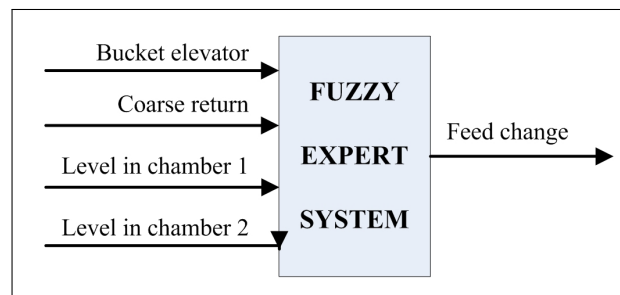 Bucket elevator
Coarse return
Level in chamber 1
Level in chamber 2
FUZZY
EXPERT
SYSTEM
Feed change